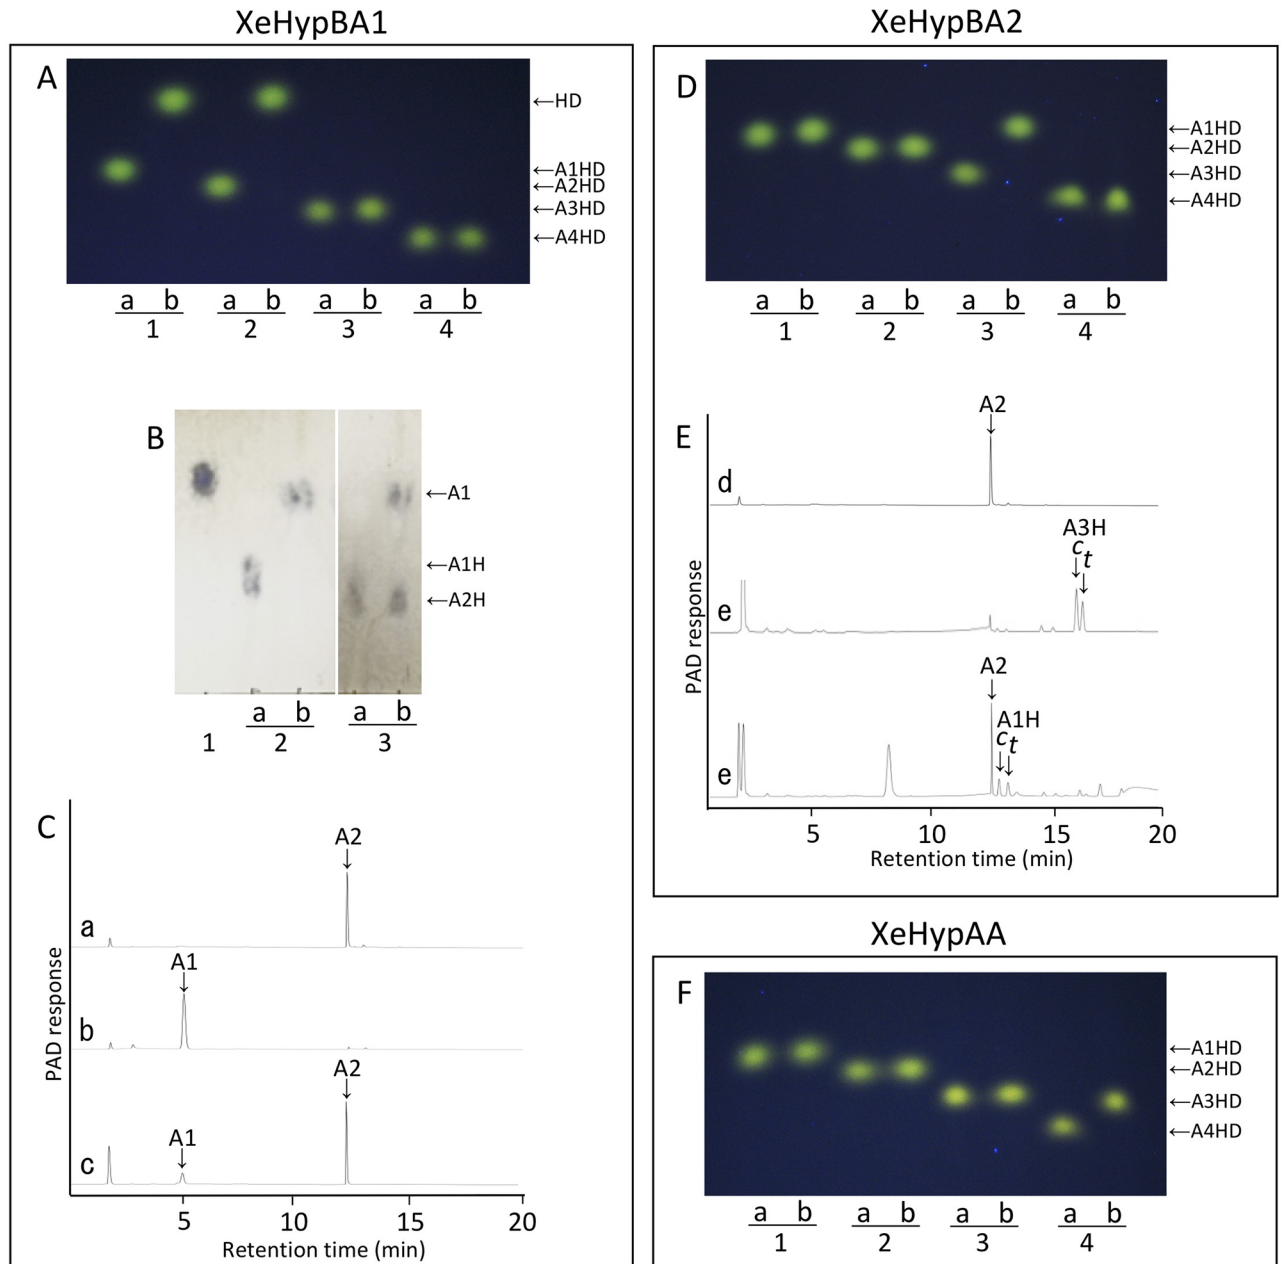 XeHypBA1
A
←HD
←A1HD
←A2HD
←A3HD
←A4HD
a b a b a b a b
1 2 3 4
B
←A1
←A1H
←A2H
a b a b
1 2 3
C
A2
a
A1
b
A2
A1
c
PAD response
5 10 15 20
Retention time (min)
XeHypBA2
D
←A1HD
←A2HD
←A3HD
←A4HD
a b a b a b a b
1 2 3 4
E
A2
d
A3H
c t
e
A2
A1H
c t
e
PAD response
5 10 15 20
Retention time (min)
XeHypAA
F
←A1HD
←A2HD
←A3HD
←A4HD
a b a b a b a b
1 2 3 4